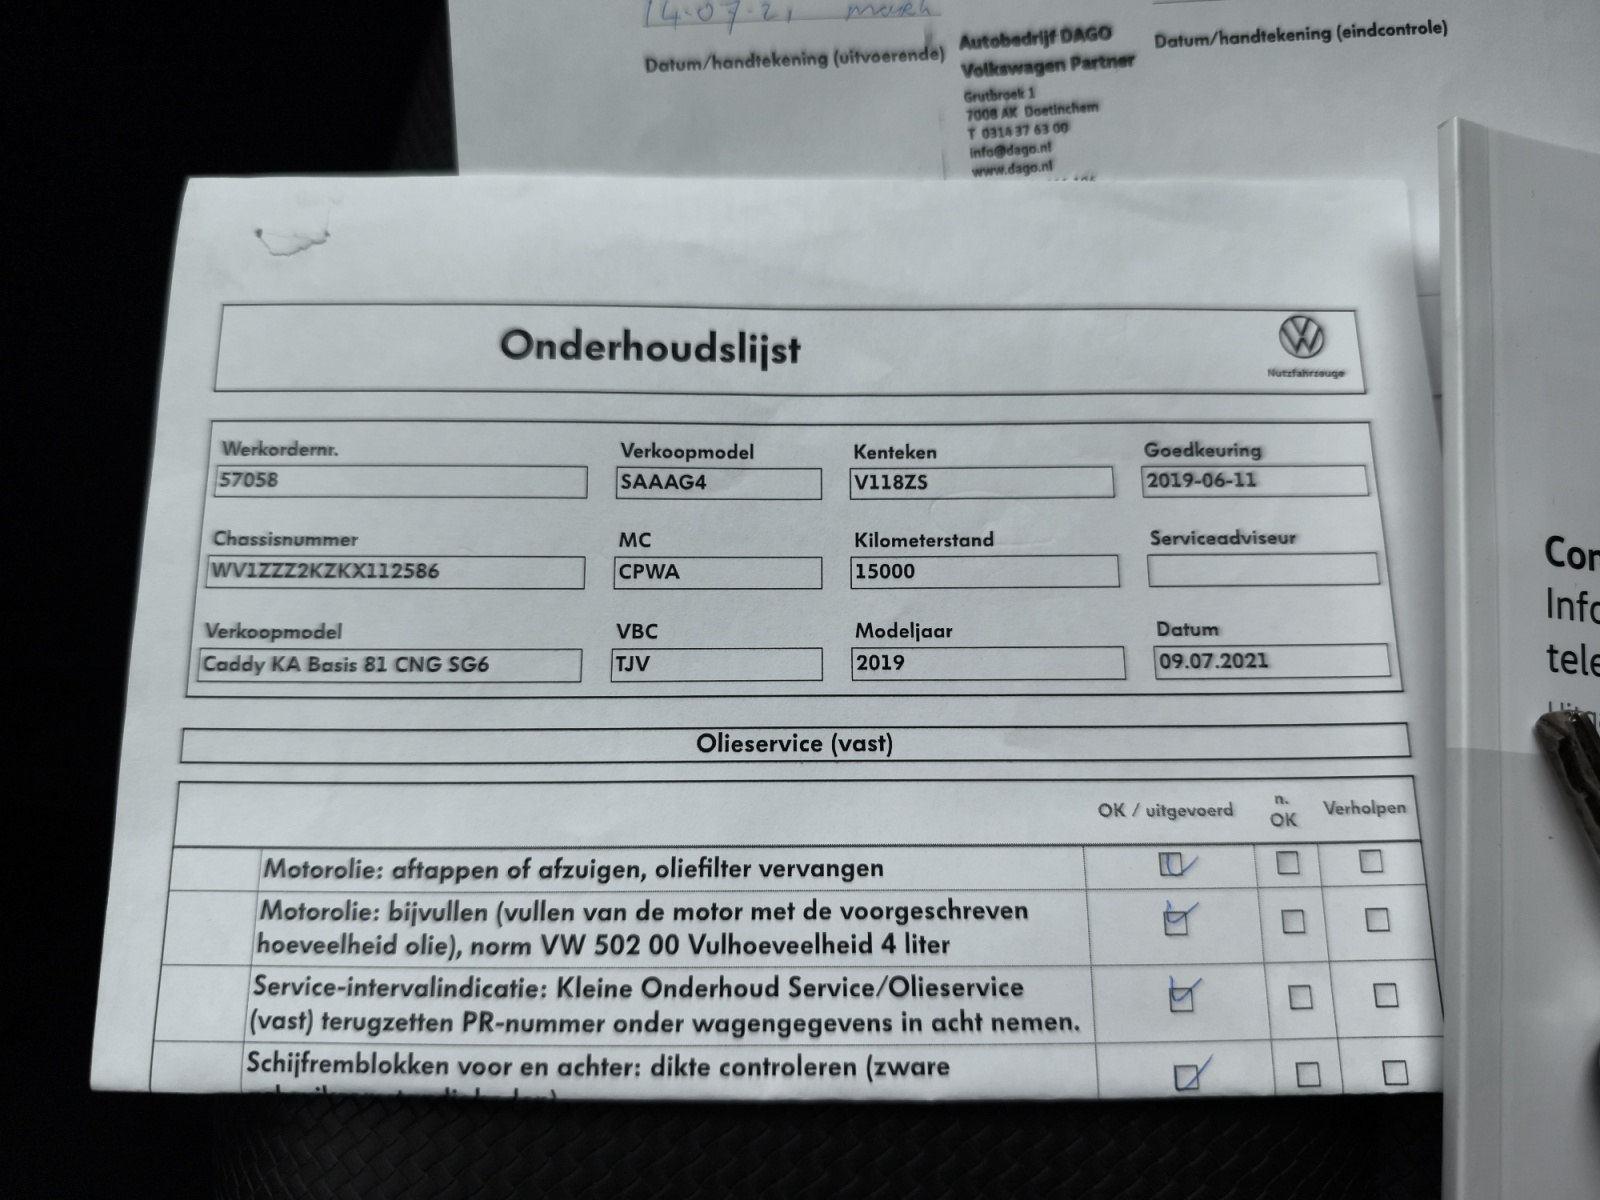 14-07-21 mark
Datum/handtekening (uitvoerende)
Autobedrijf DAGO
Volkswagen Partner
Grutbroek 1
7008 AK Doetinchem
T 0314 37 63 00
info@dago.nl
www.dago.nl
Datum/handtekening (eindcontrole)
Onderhoudslijst
Nutzfahrzeuge
Werkordernr. Verkoopmodel Kenteken Goedkeuring
57058 SAAAG4 V118ZS 2019-06-11
Chassisnummer MC Kilometerstand Serviceadviseur
WV1ZZZ2KZKX112586 CPWA 15000
Verkoopmodel VBC Modeljaar Datum
Caddy KA Basis 81 CNG SG6 TJV 2019 09.07.2021
Olieservice (vast)
OK / uitgevoerd n. OK Verholpen
Motorolie: aftappen of afzuigen, oliefilter vervangen
Motorolie: bijvullen (vullen van de motor met de voorgeschreven
hoeveelheid olie), norm VW 502 00 Vulhoeveelheid 4 liter
Service-intervalindicatie: Kleine Onderhoud Service/Olieservice
(vast) terugzetten PR-nummer onder wagengegevens in acht nemen.
Schijfremblokken voor en achter: dikte controleren (zware
Con
Info
tele